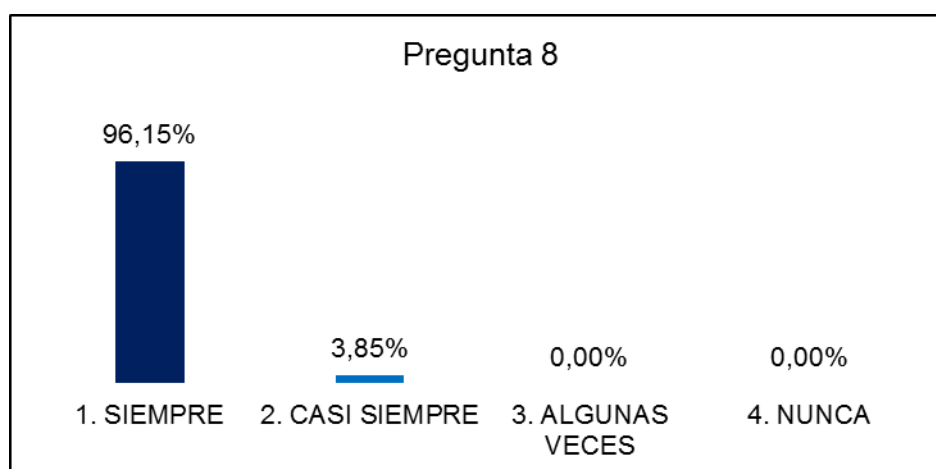 Pregunta 8
96,15%
3,85%
0,00%
0,00%
1. SIEMPRE
2. CASI SIEMPRE
3. ALGUNAS
VECES
4. NUNCA